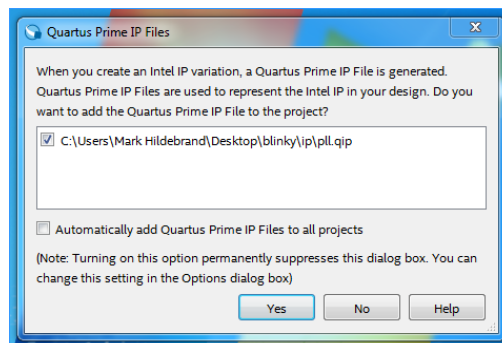 Quartus Prime IP Files
When you create an Intel IP variation, a Quartus Prime IP File is generated.
Quartus Prime IP Files are used to represent the Intel IP in your design. Do you
want to add the Quartus Prime IP File to the project?
C:\Users\Mark Hildebrand\Desktop\blinky\ip\pll.qip
Automatically add Quartus Prime IP Files to all projects
(Note: Turning on this option permanently suppresses this dialog box. You can
change this setting in the Options dialog box)
Yes No Help